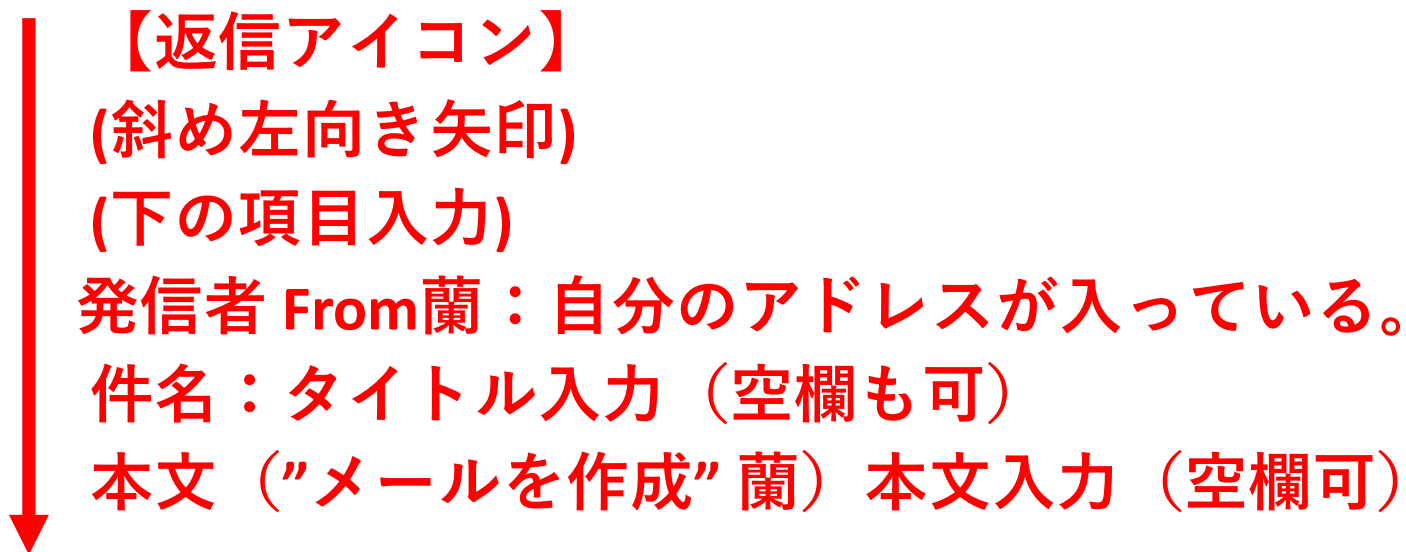 【返信アイコン】
(斜め左向き矢印)
(下の項目入力)
発信者 From蘭：自分のアドレスが入っている。
件名：タイトル入力（空欄も可）
本文（”メールを作成” 蘭）本文入力（空欄可）